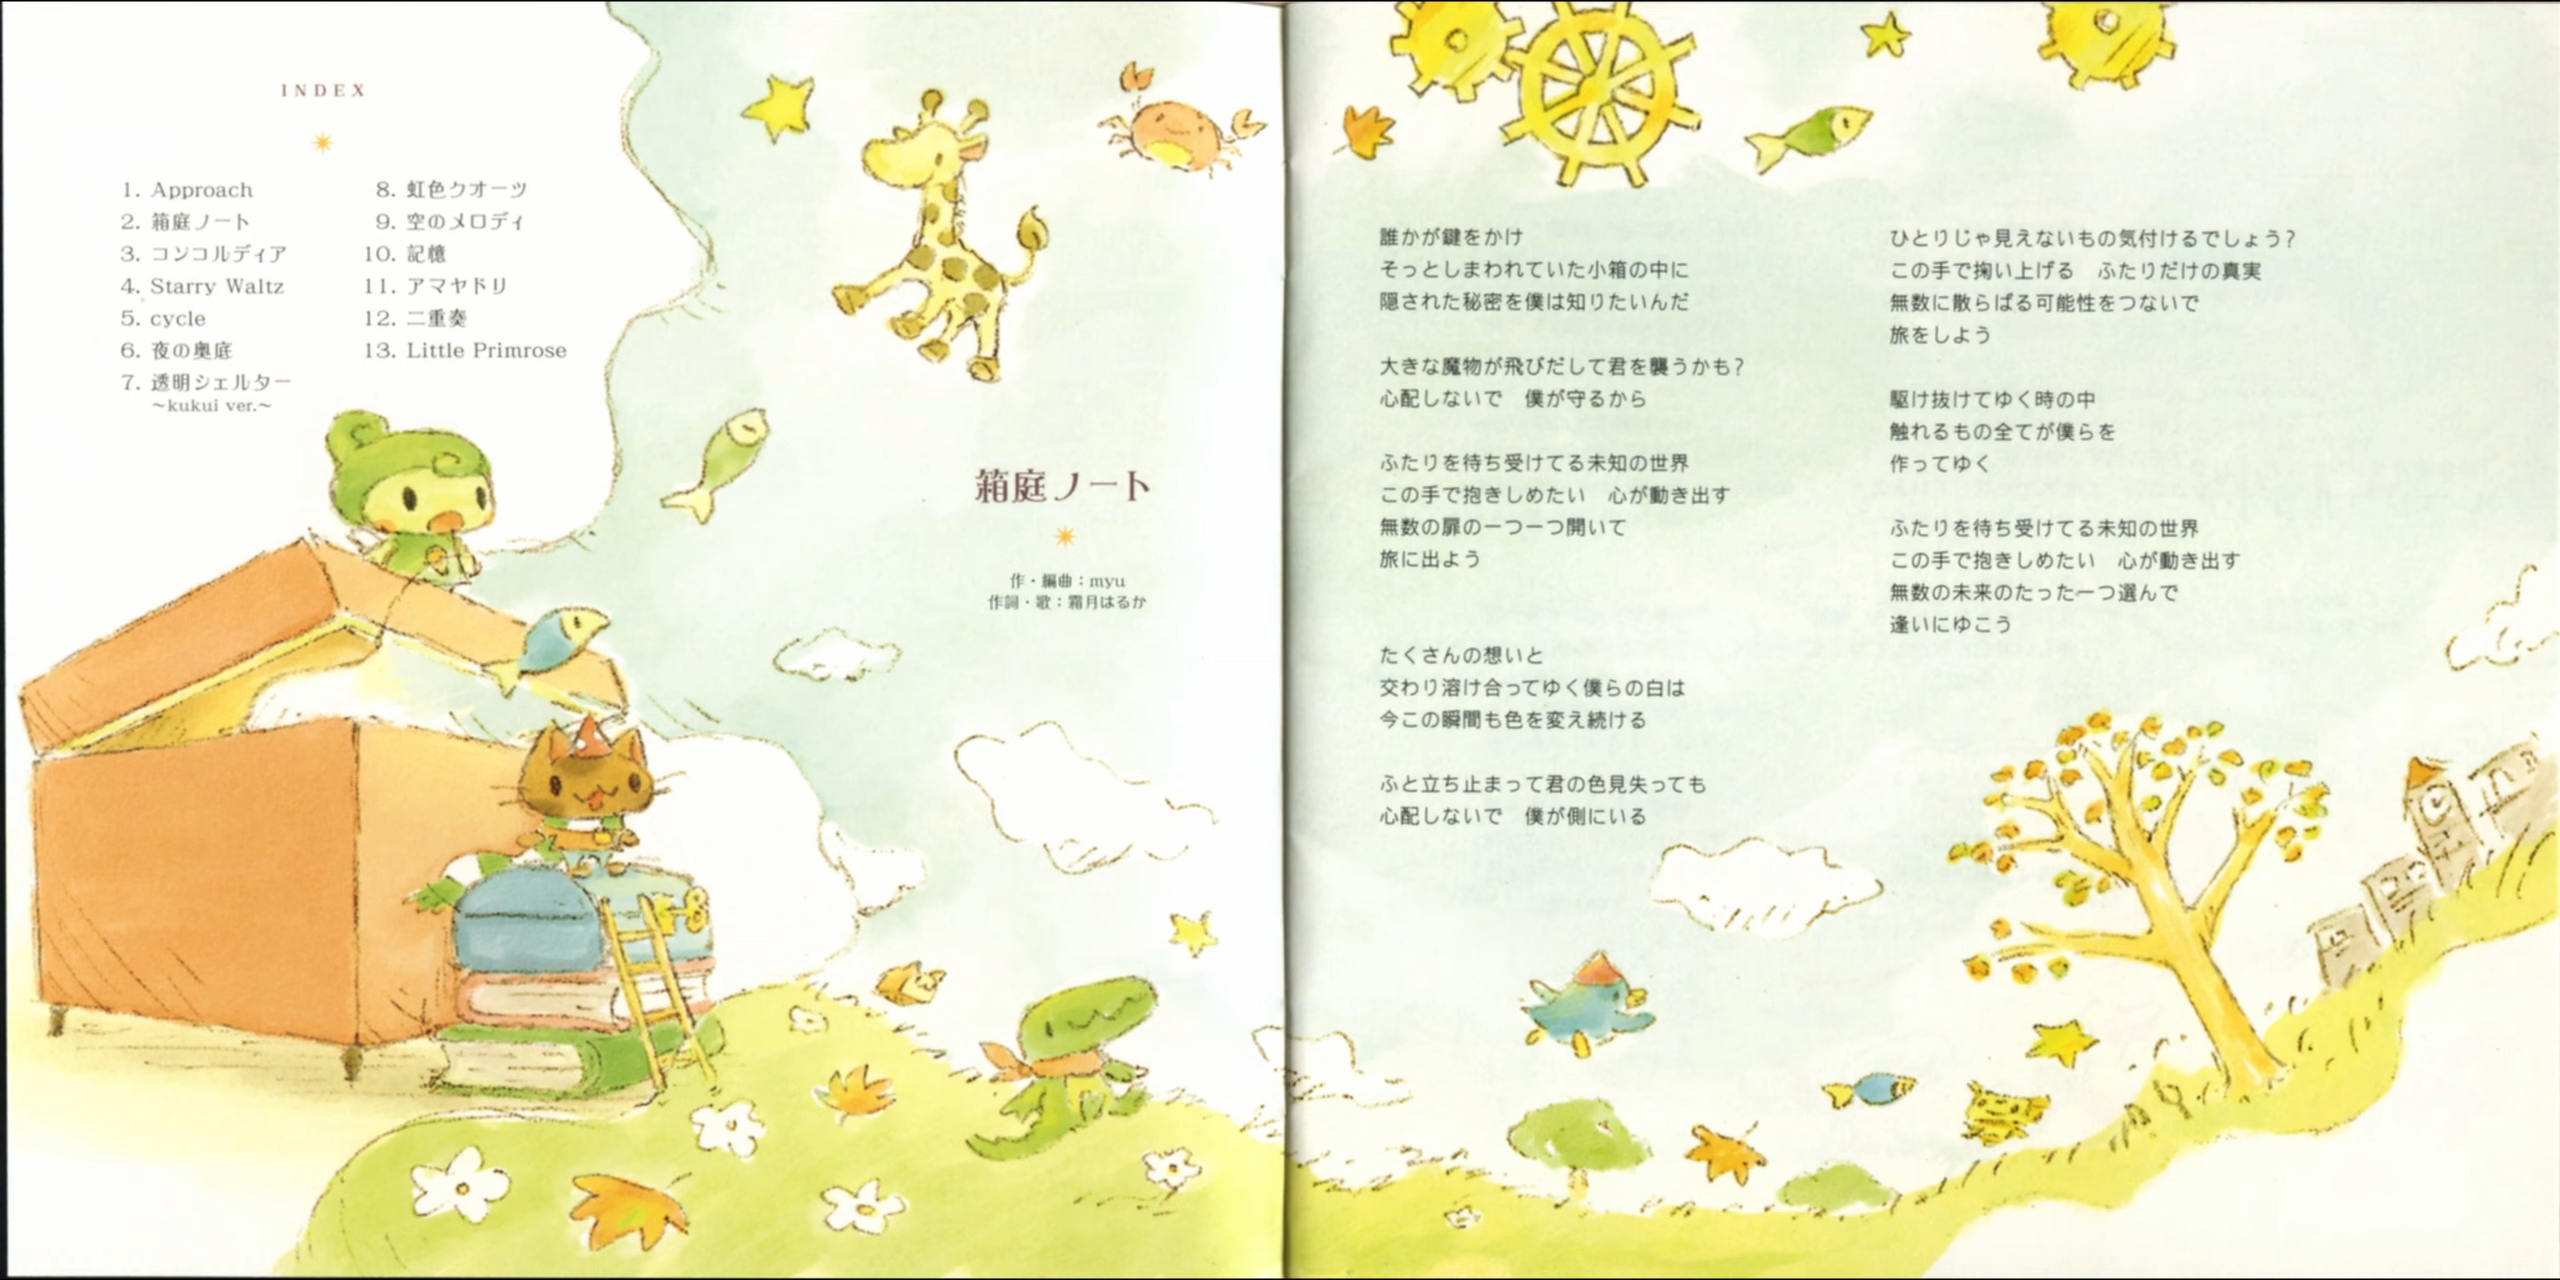 INDEX
1. Approach
2. 箱庭ノート
3. コンコルディア
4. Starry Waltz
5. cycle
6. 夜の奥底
7. 透明シェルター
～kukui ver.～
8. 虹色クオーツ
9. 空のメロディ
10. 記憶
11. アマヤドリ
12. 二重奏
13. Little Primrose
箱庭ノート
作・編曲：myu
作詞・歌：霜月はるか
誰かが鍵をかけ
そっとしまわれていた小箱の中に
隠された秘密を僕は知りたいんだ
大きな魔物が飛びだして君を襲うかも？
心配しないで　僕が守るから
ふたりを待ち受けてる未知の世界
この手で抱きしめたい　心が動き出す
無数の扉の一つ一つ開いて
旅に出よう
たくさんの想いと
交わり溶け合ってゆく僕らの白は
今この瞬間も色を変え続ける
ふと立ち止まって君の色見失っても
心配しないで　僕が側にいる
ひとりじゃ見えないもの気付けるでしょう？
この手で掬い上げる　ふたりだけの真実
無数に散らばる可能性をつないで
旅をしよう
駆け抜けてゆく時の中
触れるもの全てが僕らを
作ってゆく
ふたりを待ち受けてる未知の世界
この手で抱きしめたい　心が動き出す
無数の未来のたった一つ選んで
逢いにゆこう